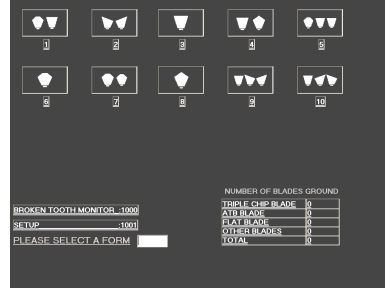 1 2 3 4 5
6 7 8 9 10
NUMBER OF BLADES GROUND
TRIPLE CHIP BLADE 0
ATB BLADE 0
FLAT BLADE 0
OTHER BLADES 0
TOTAL 0
BROKEN TOOTH MONITOR :1000
SETUP :1001
PLEASE SELECT A FORM